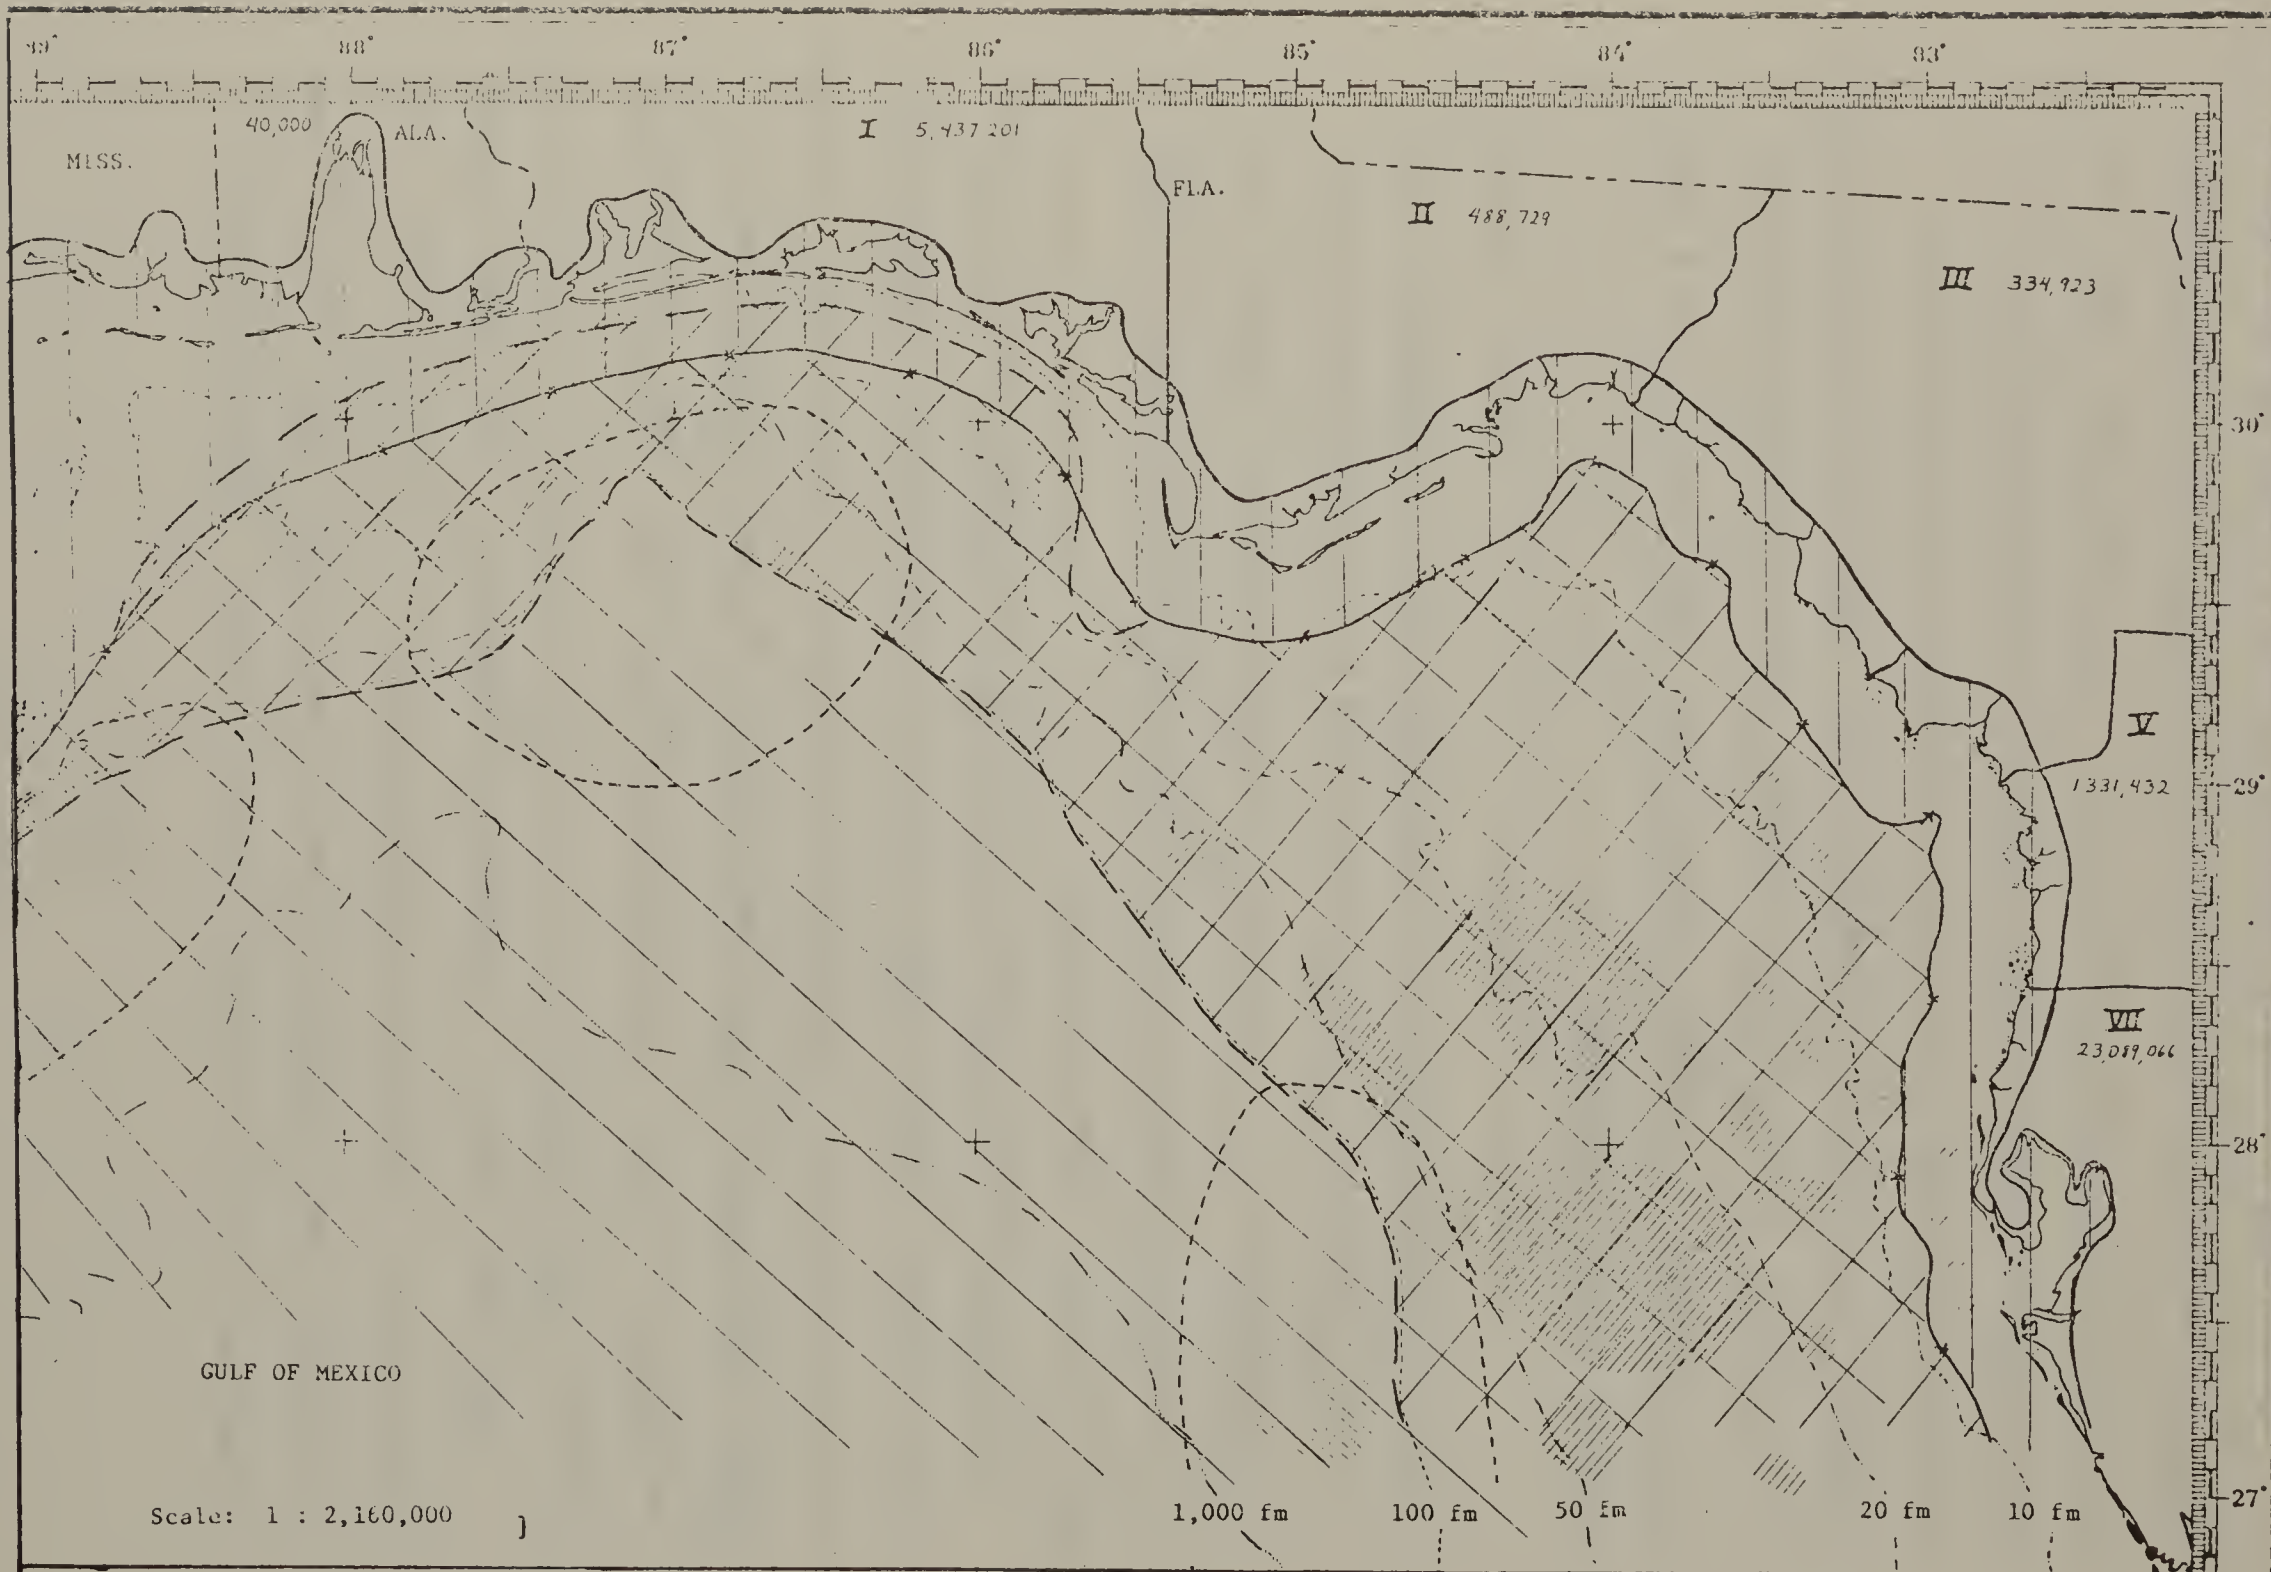 89° 88° 87° 86° 85° 84° 83°
40,000 ALA. I 5,437 201
MISS.
FLA.
II 488,729
III 334,923
30°
V
1 331,432
29°
VII
23,089,066
28°
GULF OF MEXICO
27°
Scale: 1 : 2,160,000
1,000 fm 100 fm 50 fm 20 fm 10 fm